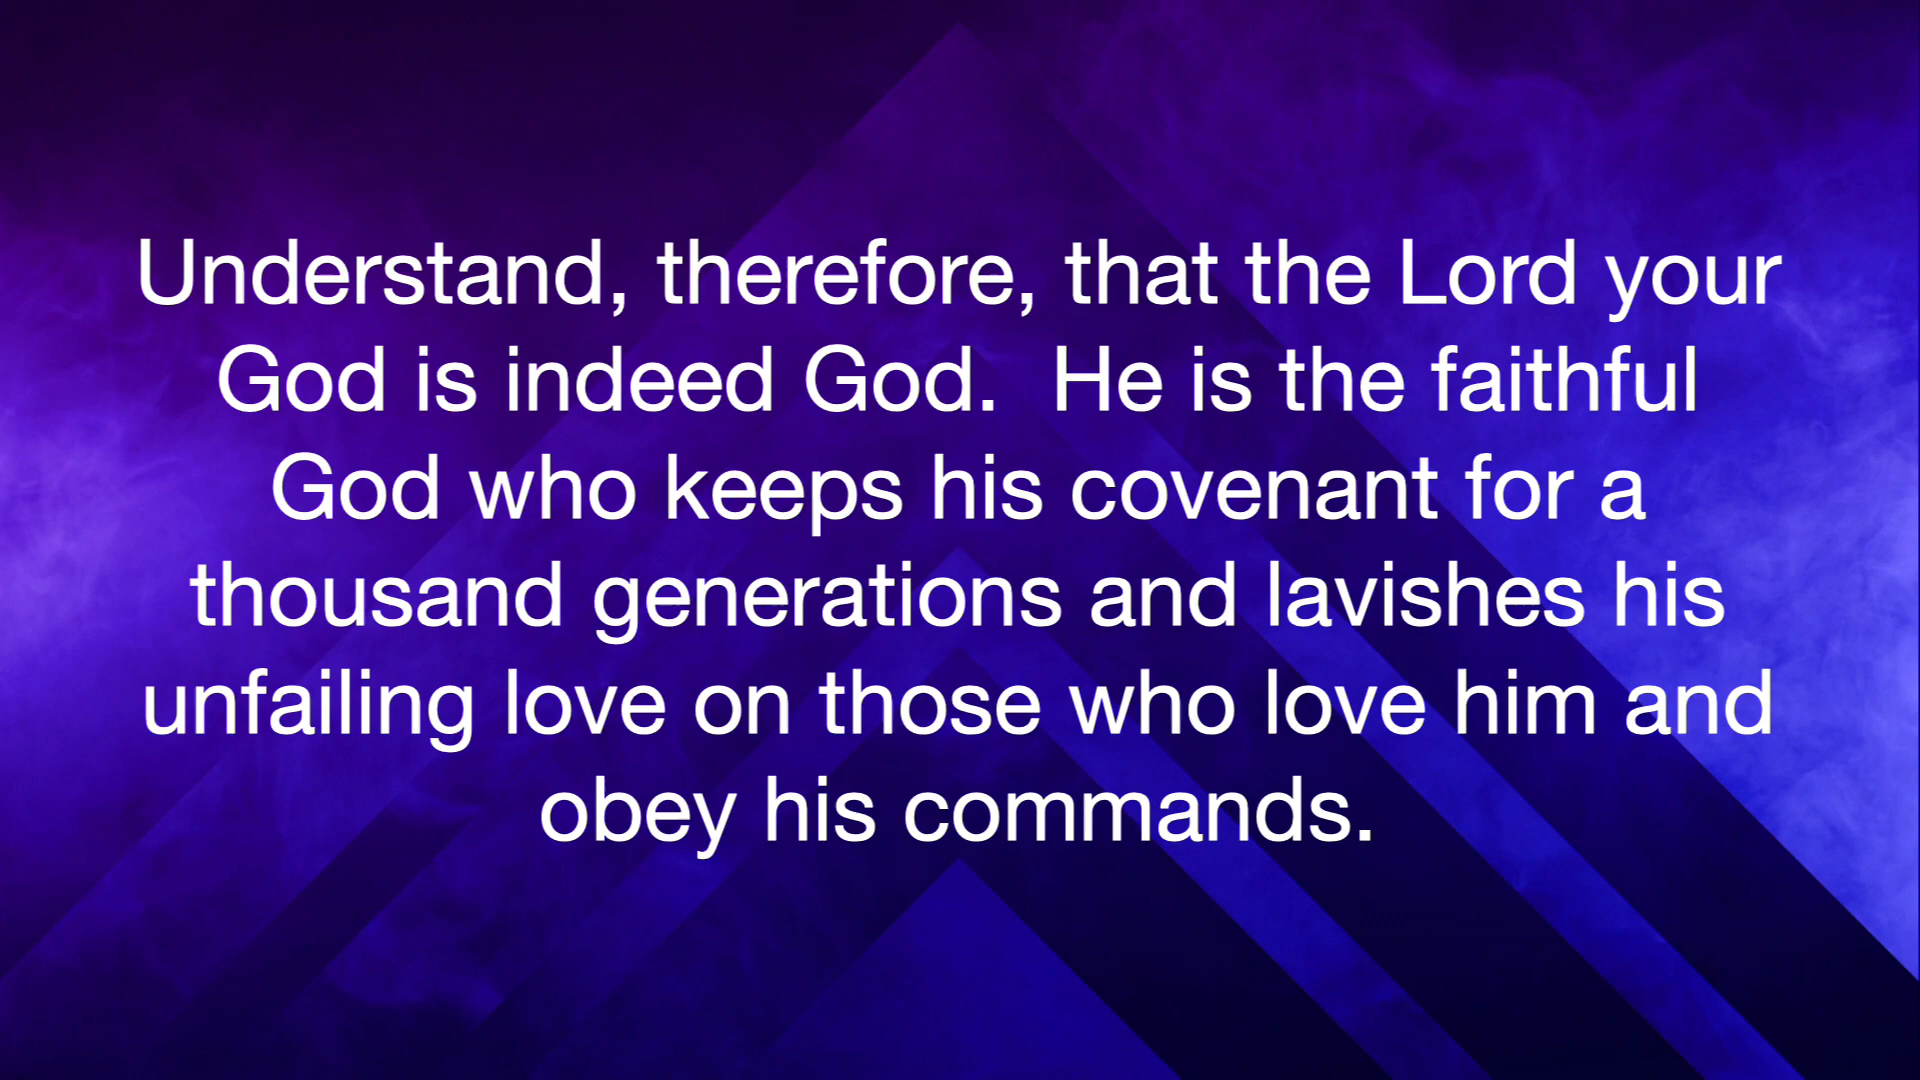 Understand, therefore, that the Lord your
God is indeed God.  He is the faithful
God who keeps his covenant for a
thousand generations and lavishes his
unfailing love on those who love him and
obey his commands.